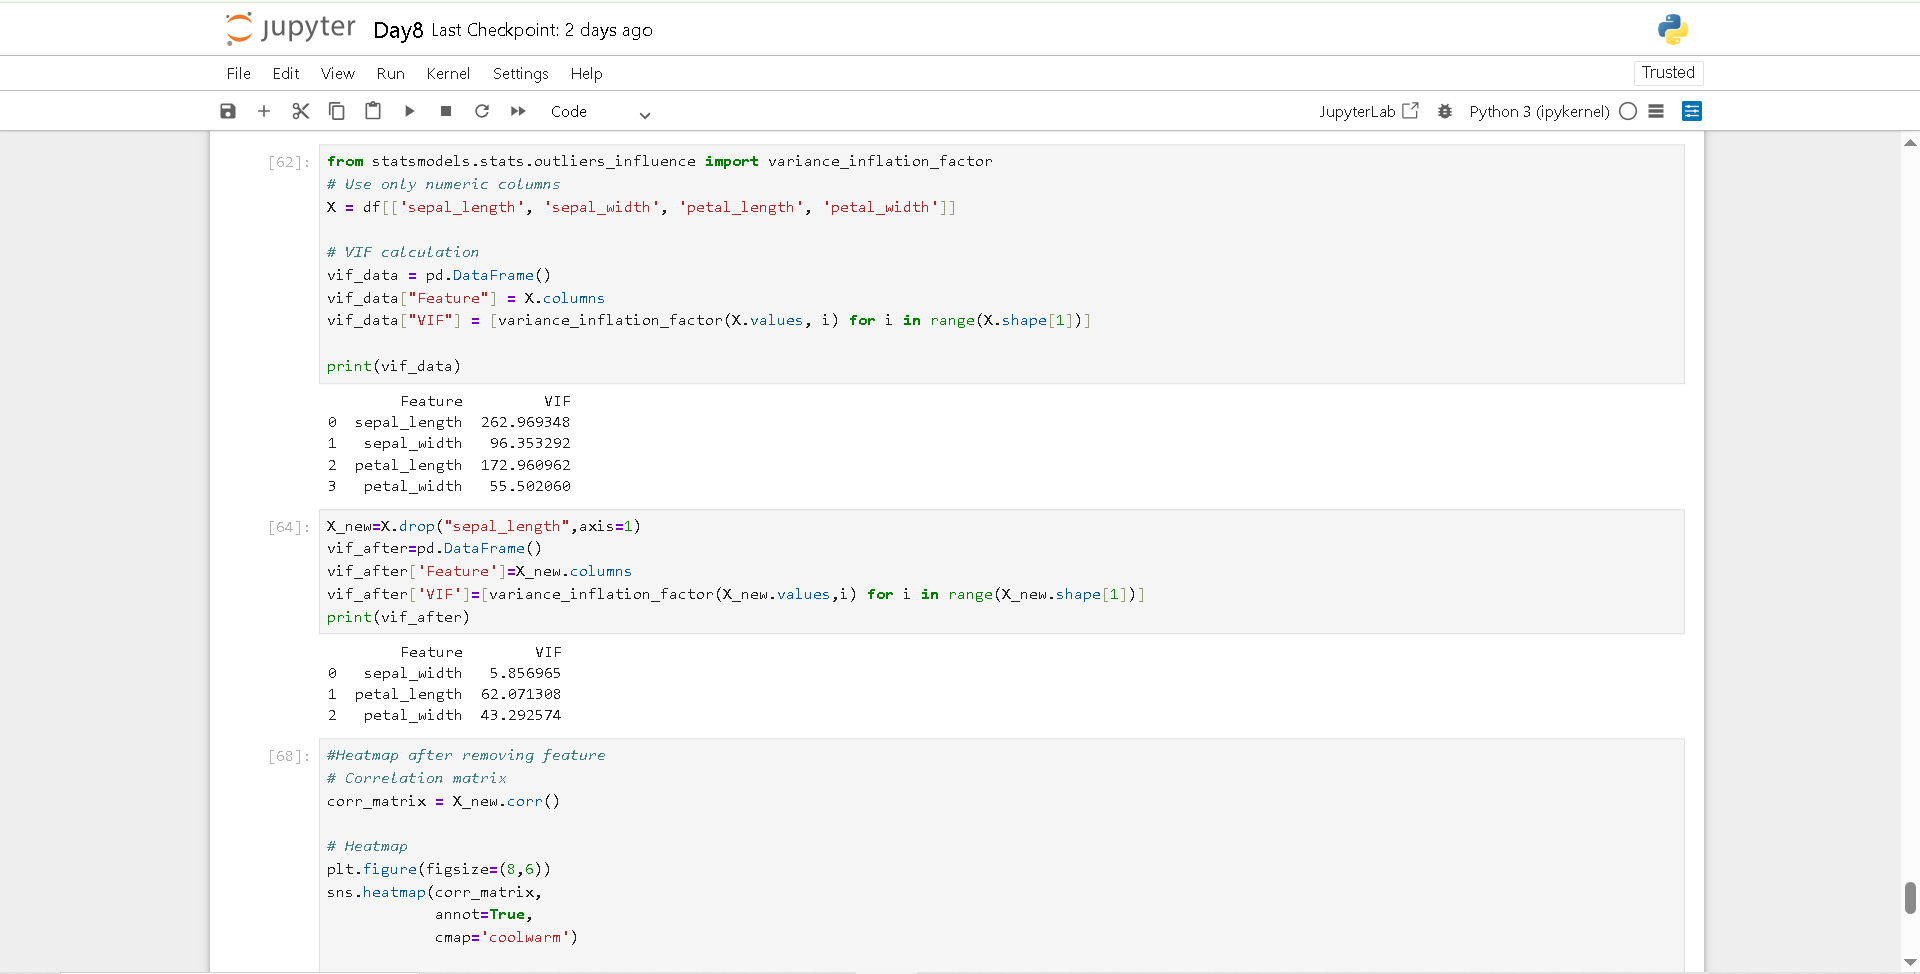 jupyter Day8 Last Checkpoint: 2 days ago
File Edit View Run Kernel Settings Help Trusted
Code JupyterLab Python 3 (ipykernel)
[62]: from statsmodels.stats.outliers_influence import variance_inflation_factor
# Use only numeric columns
X = df[['sepal_length', 'sepal_width', 'petal_length', 'petal_width']]
# VIF calculation
vif_data = pd.DataFrame()
vif_data["Feature"] = X.columns
vif_data["VIF"] = [variance_inflation_factor(X.values, i) for i in range(X.shape[1])]
print(vif_data)
Feature VIF
0 sepal_length 262.969348
1 sepal_width 96.353292
2 petal_length 172.960962
3 petal_width 55.502060
[64]: X_new=X.drop("sepal_length",axis=1)
vif_after=pd.DataFrame()
vif_after['Feature']=X_new.columns
vif_after['VIF']=[variance_inflation_factor(X_new.values,i) for i in range(X_new.shape[1])]
print(vif_after)
Feature VIF
0 sepal_width 5.856965
1 petal_length 62.071308
2 petal_width 43.292574
[68]: #Heatmap after removing feature
# Correlation matrix
corr_matrix = X_new.corr()
# Heatmap
plt.figure(figsize=(8,6))
sns.heatmap(corr_matrix,
annot=True,
cmap='coolwarm')